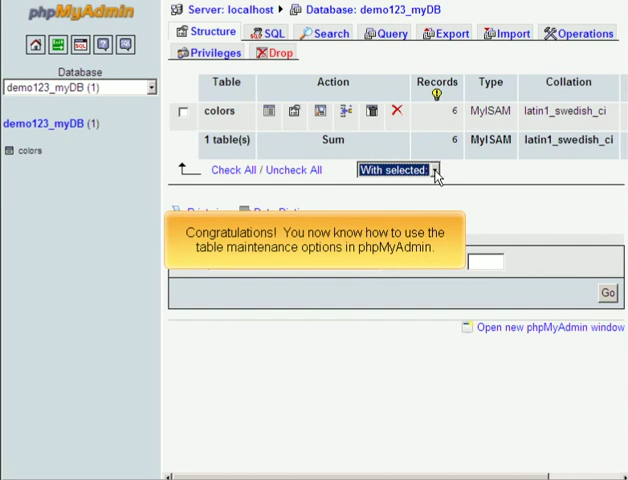 phpMyAdmin
Server: localhost Database: demo123_myDB
Structure SQL Search Query Export Import Operations
Privileges Drop
Database
demo123_myDB (1)
demo123_myDB (1)
colors
Table Action Records Type Collation
colors 6 MyISAM latin1_swedish_ci
1 table(s) Sum 6 MyISAM latin1_swedish_ci
Check All / Uncheck All With selected:
Congratulations! You now know how to use the
table maintenance options in phpMyAdmin.
Go
Open new phpMyAdmin window